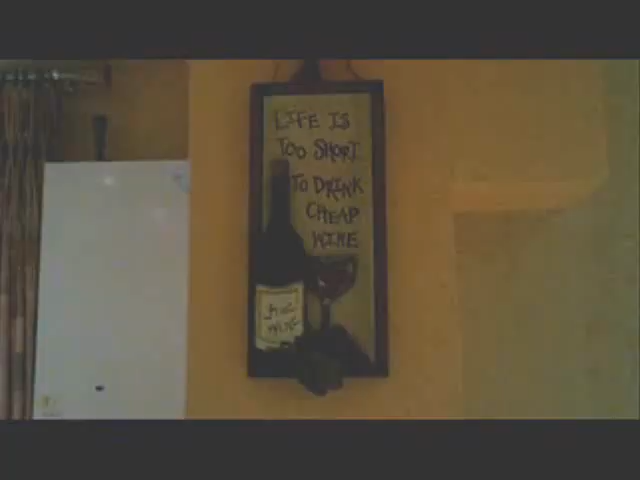 LIFE IS
TOO SHORT
TO DRINK
CHEAP
WINE